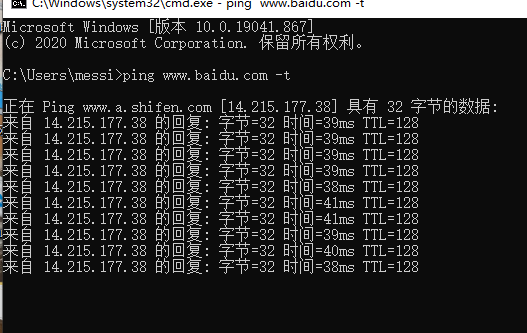 C:\Windows\system32\cmd.exe - ping  www.baidu.com -t
Microsoft Windows [版本 10.0.19041.867]
(c) 2020 Microsoft Corporation. 保留所有权利。
C:\Users\messi>ping www.baidu.com -t
正在 Ping www.a.shifen.com [14.215.177.38] 具有 32 字节的数据:
来自 14.215.177.38 的回复: 字节=32 时间=39ms TTL=128
来自 14.215.177.38 的回复: 字节=32 时间=39ms TTL=128
来自 14.215.177.38 的回复: 字节=32 时间=39ms TTL=128
来自 14.215.177.38 的回复: 字节=32 时间=39ms TTL=128
来自 14.215.177.38 的回复: 字节=32 时间=38ms TTL=128
来自 14.215.177.38 的回复: 字节=32 时间=41ms TTL=128
来自 14.215.177.38 的回复: 字节=32 时间=41ms TTL=128
来自 14.215.177.38 的回复: 字节=32 时间=39ms TTL=128
来自 14.215.177.38 的回复: 字节=32 时间=40ms TTL=128
来自 14.215.177.38 的回复: 字节=32 时间=38ms TTL=128